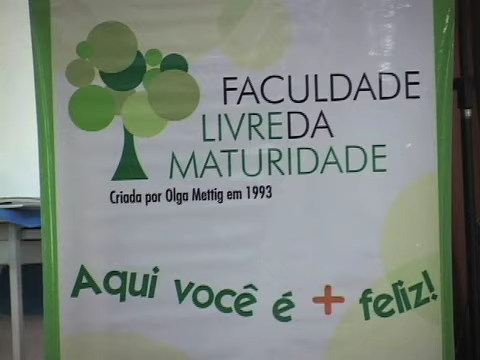 FACULDADE
LIVREDA
MATURIDADE
Criada por Olga Mettig em 1993
Aqui você é + feliz!